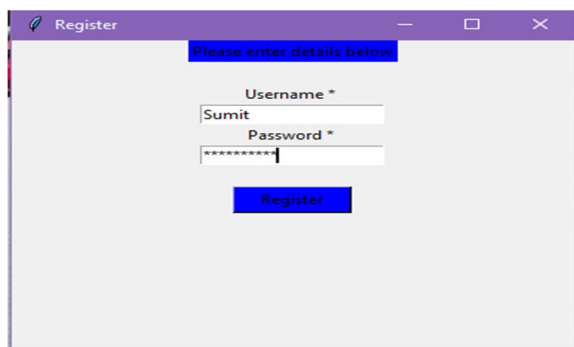 Register
Please enter details below
Username *
Sumit
Password *
**********
Register